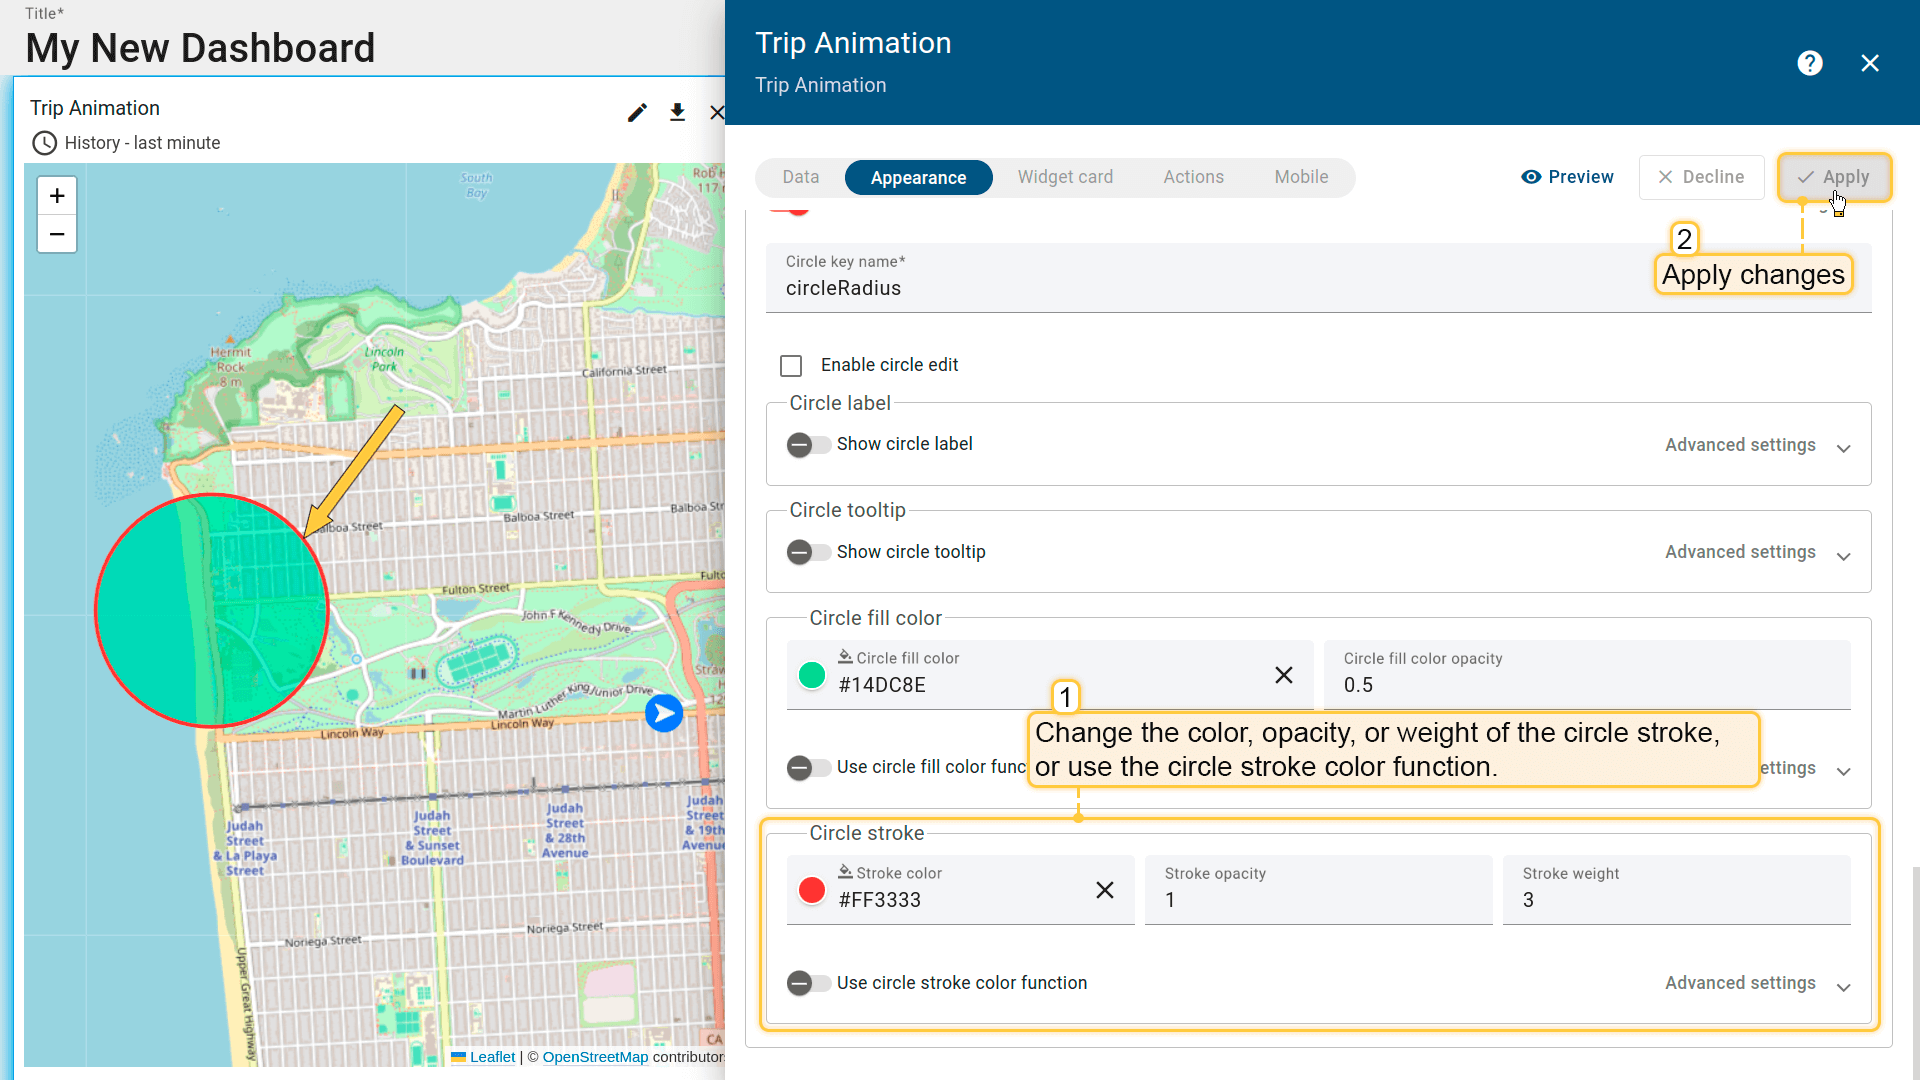 Title*
My New Dashboard
Trip Animation
History - last minute
+
−
South
Bay
Rob H
117
Hermit
Rock
8 m
Lincoln
Park
California Street
Balboa Street
Balboa Street
Balboa Str
Fulton Street
Fulto
John F Kennedy Drive
Martin Luther King Junior Drive
Straw
Lincoln Way
Lincoln Way
Judah
Street
& La Playa
Street
Judah
Street
& Sunset
Boulevard
Judah
Street
& 28th
Avenue
Judah
Street
& 19th
Avenue
Noriega Street
Noriega Street
Upper Great Highway
CA
Leaflet | © OpenStreetMap contributor
Trip Animation
Trip Animation
?
Data
Appearance
Widget card
Actions
Mobile
Preview
Decline
Apply
2
Apply changes
Circle key name*
circleRadius
Enable circle edit
Circle label
Show circle label
Advanced settings
Circle tooltip
Show circle tooltip
Advanced settings
Circle fill color
Circle fill color
#14DC8E
Circle fill color opacity
0.5
1
Change the color, opacity, or weight of the circle stroke,
or use the circle stroke color function.
Use circle fill color func
ettings
Circle stroke
Stroke color
#FF3333
Stroke opacity
1
Stroke weight
3
Use circle stroke color function
Advanced settings